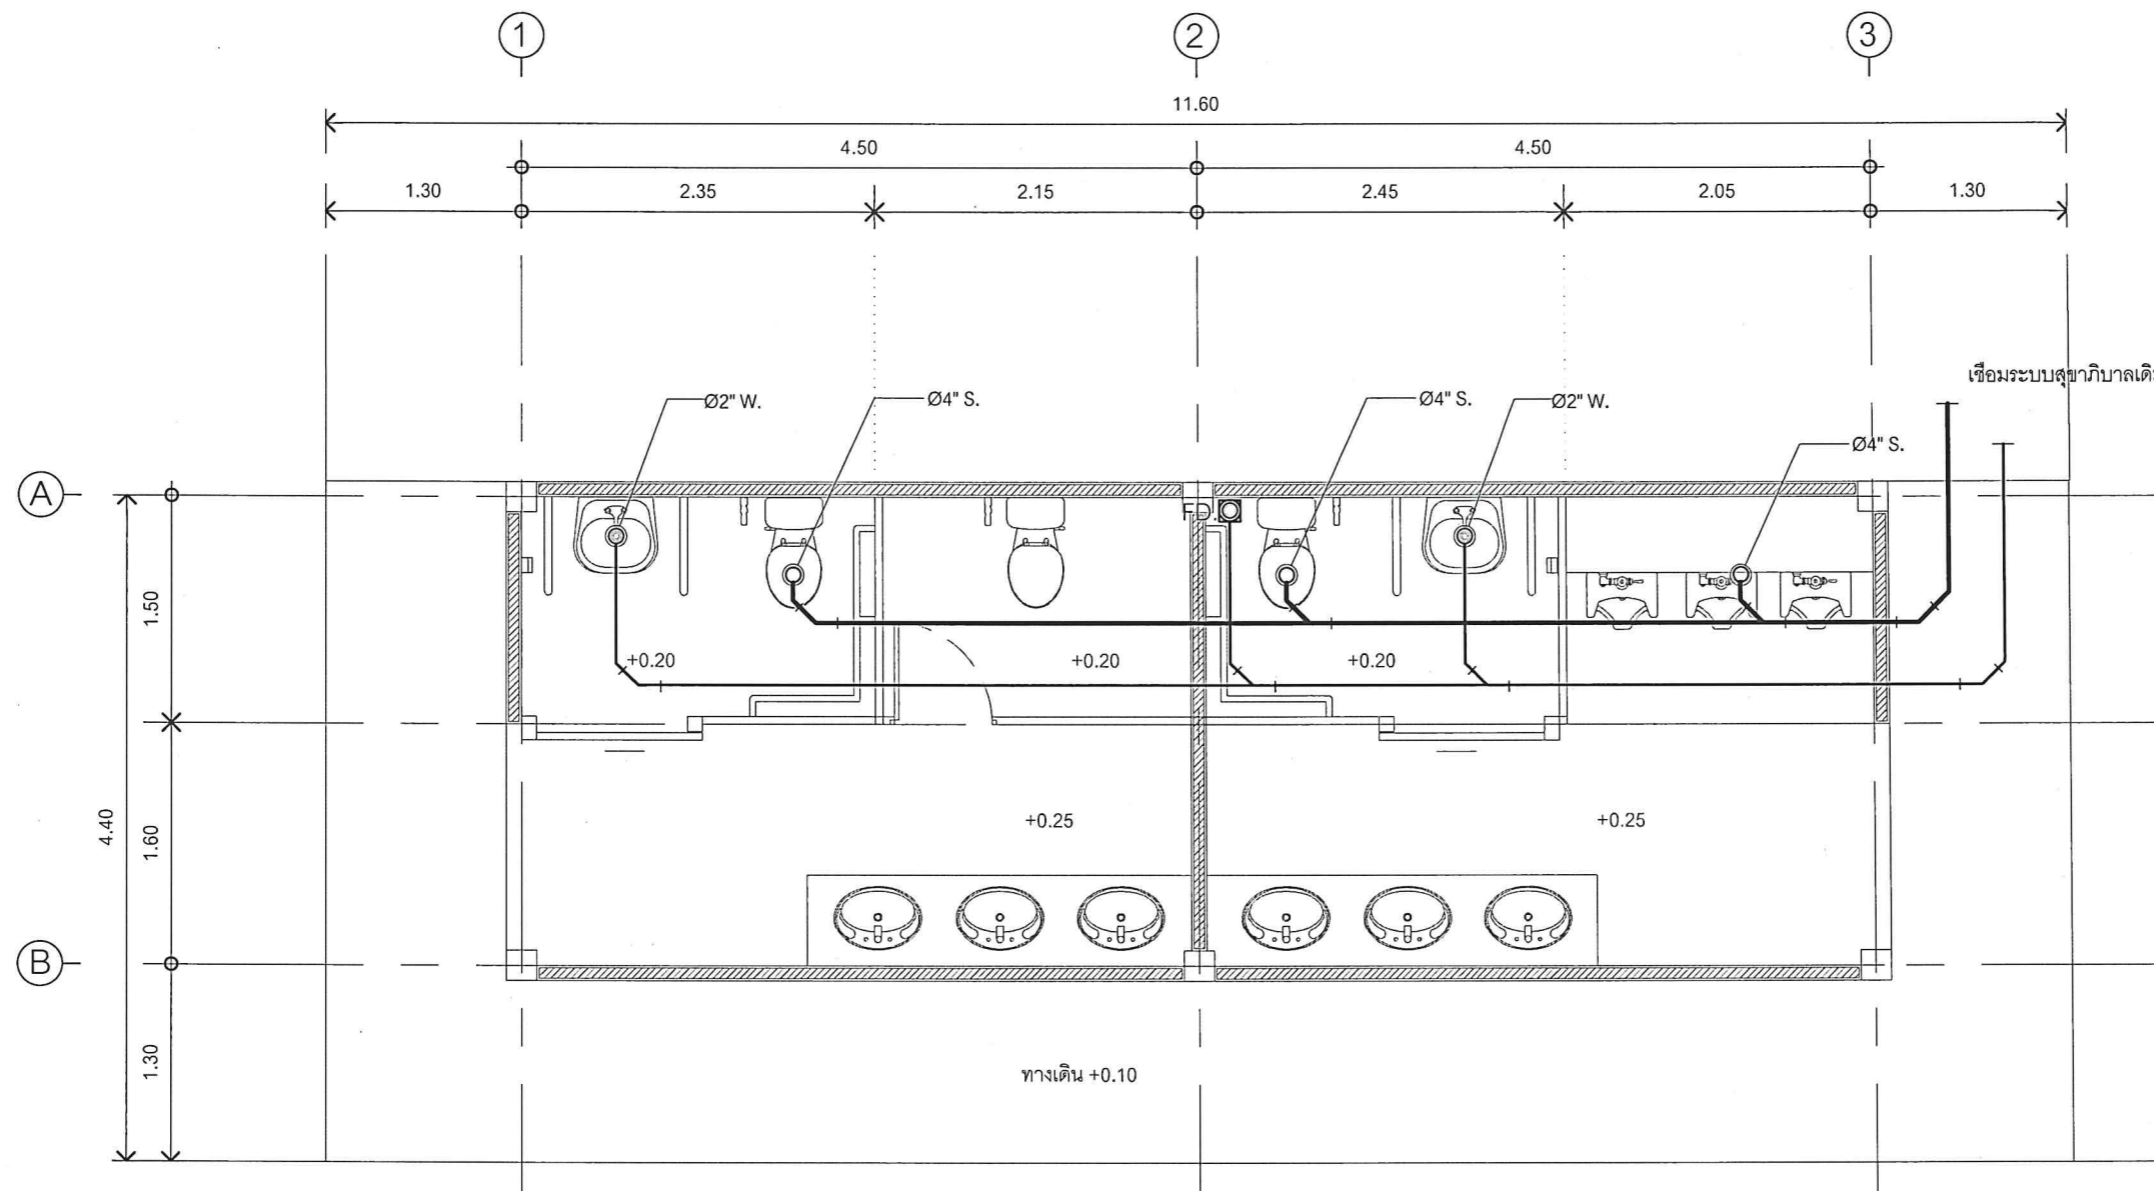 1 2 3
11.60
4.50 4.50
1.30 2.35 2.15 2.45 2.05 1.30
เชื่อมระบบสุขาภิบาลเดิ
Ø2" W. Ø4" S. Ø4" S. Ø2" W.
Ø4" S.
A
1.50
+0.20 +0.20 +0.20
4.40
1.60
+0.25 +0.25
B
1.30
ทางเดิน +0.10